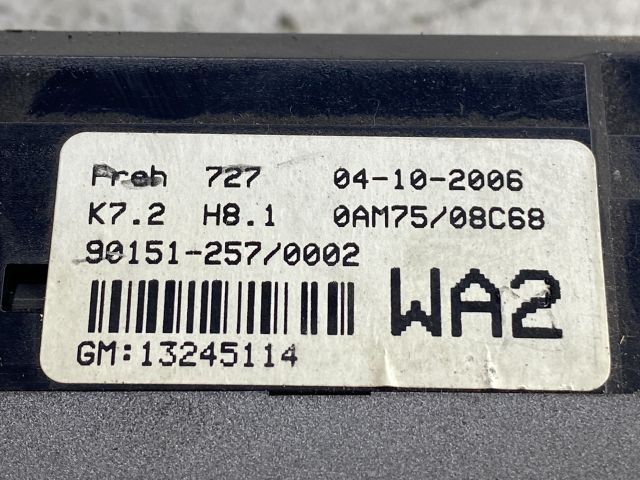 Preh 727 04-10-2006
K7.2 H8.1 0AM75/08C68
90151-257/0002
WA2
GM:13245114